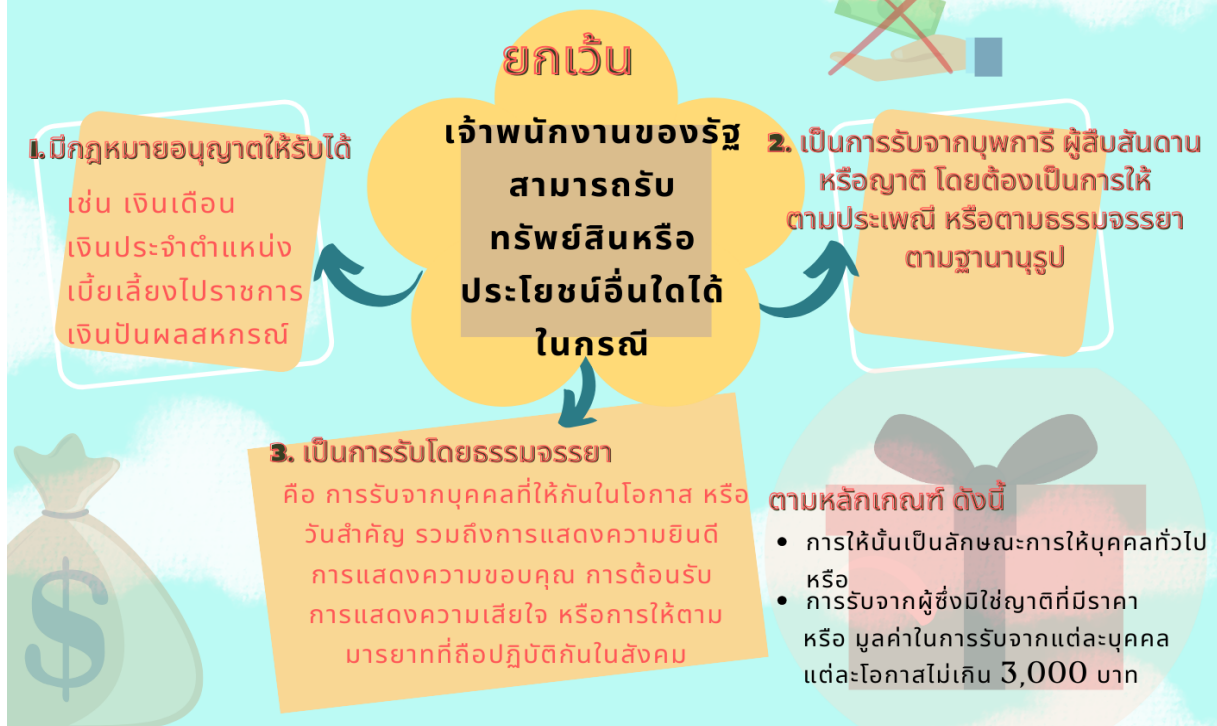 ยกเว้น
เจ้าพนักงานของรัฐ
สามารถรับ
ทรัพย์สินหรือ
ประโยชน์อื่นใดได้
ในกรณี
1. มีกฎหมายอนุญาตให้รับได้
เช่น เงินเดือน
เงินประจำตำแหน่ง
เบี้ยเลี้ยงไปราชการ
เงินปันผลสหกรณ์
2. เป็นการรับจากบุพการี ผู้สืบสันดาน
หรือญาติ โดยต้องเป็นการให้
ตามประเพณี หรือตามธรรมจรรยา
ตามฐานานุรูป
3. เป็นการรับโดยธรรมจรรยา
คือ การรับจากบุคคลที่ให้กันในโอกาส หรือ
วันสำคัญ รวมถึงการแสดงความยินดี
การแสดงความขอบคุณ การต้อนรับ
การแสดงความเสียใจ หรือการให้ตาม
มารยาทที่ถือปฏิบัติกันในสังคม
ตามหลักเกณฑ์ ดังนี้
• การให้นั้นเป็นลักษณะการให้บุคคลทั่วไป
หรือ
• การรับจากผู้ซึ่งมิใช่ญาติที่มีราคา
หรือ มูลค่าในการรับจากแต่ละบุคคล
แต่ละโอกาสไม่เกิน 3,000 บาท
$